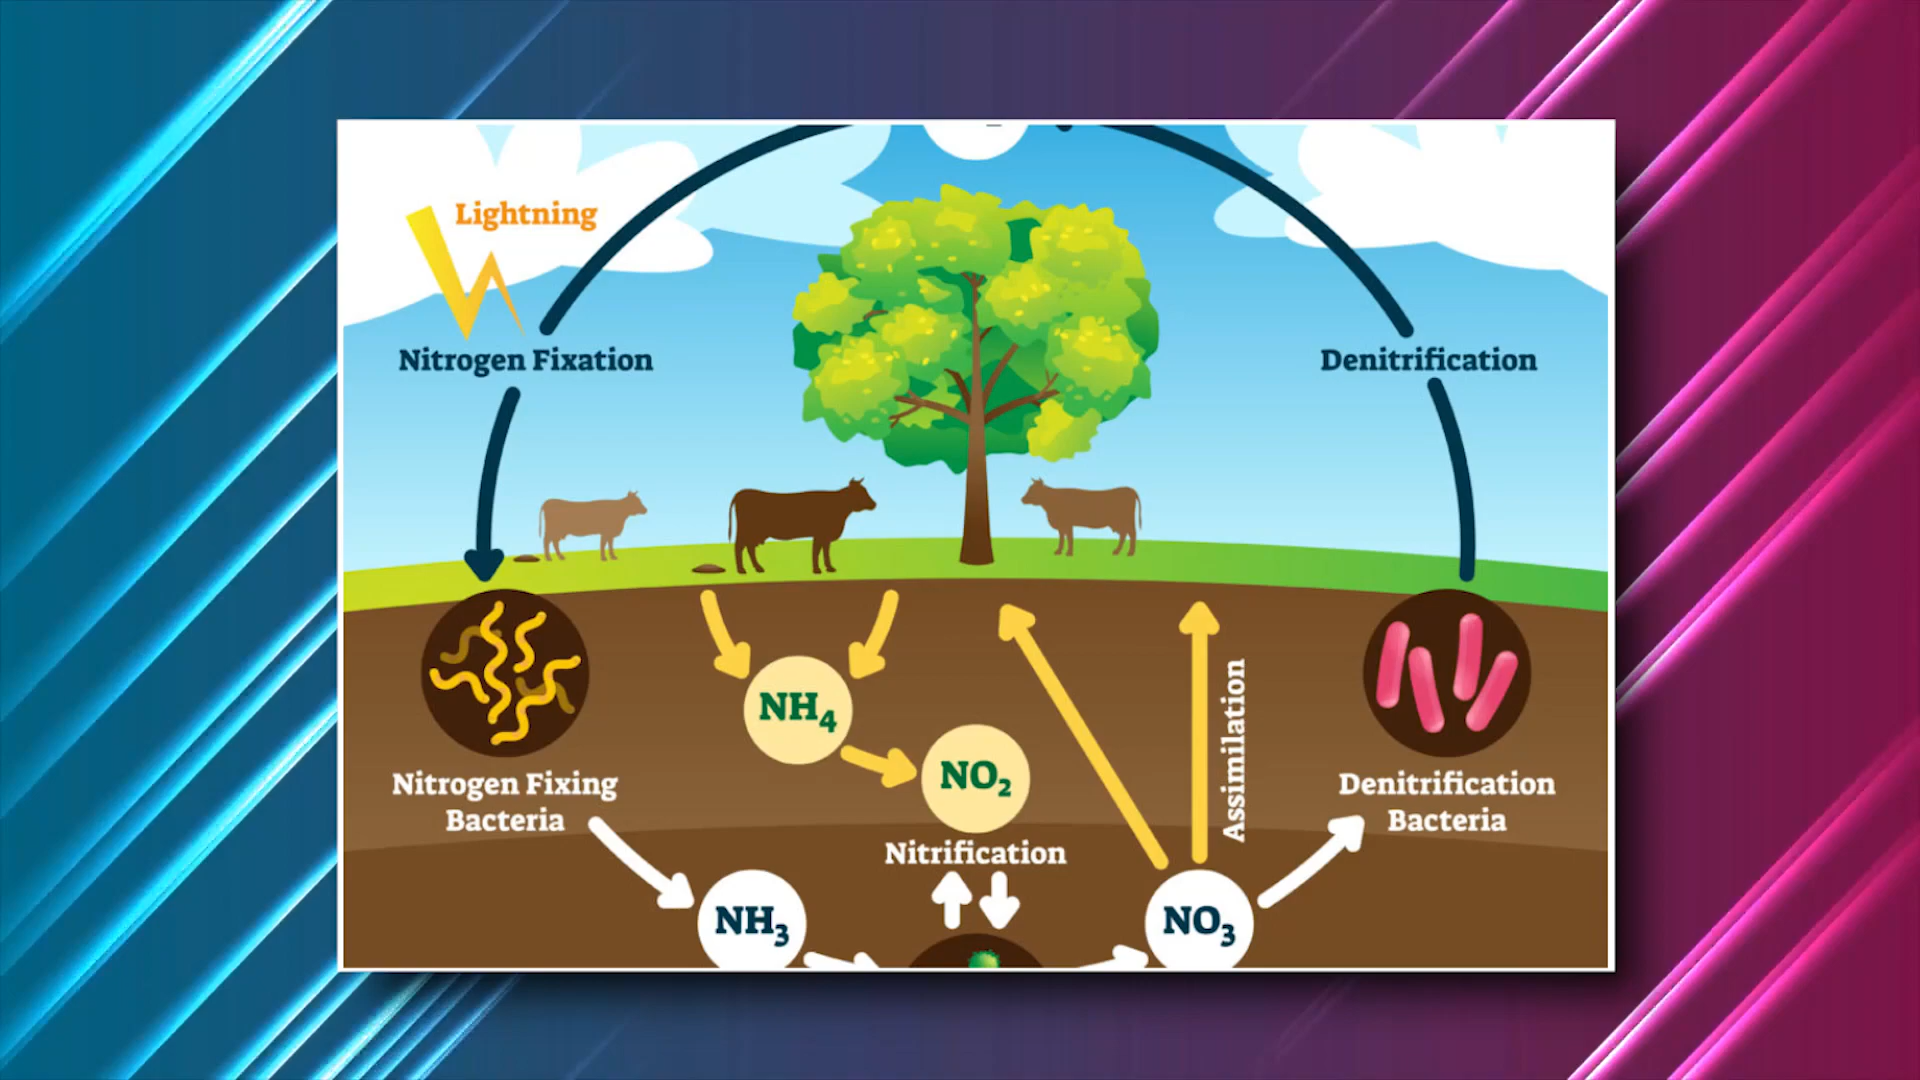 Lightning
Nitrogen Fixation
Denitrification
NH₄
NO₂
Assimilation
Nitrogen Fixing
Bacteria
Denitrification
Bacteria
Nitrification
NH₃
NO₃